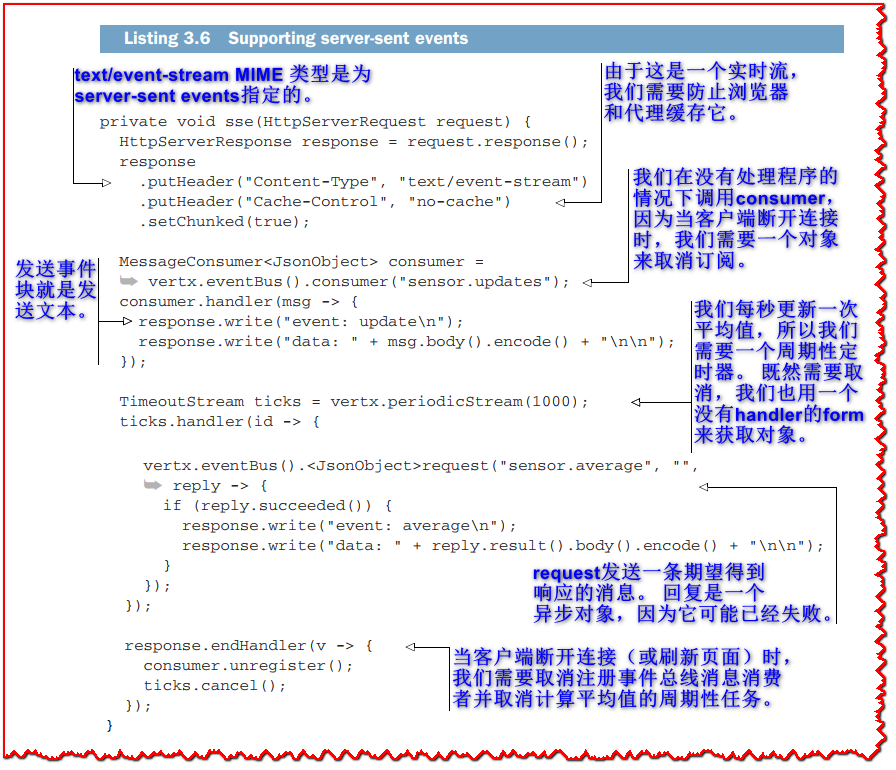 Listing 3.6 Supporting server-sent events
text/event-stream MIME 类型是为
server-sent events指定的。
由于这是一个实时流，
我们需要防止浏览器
和代理缓存它。
private void sse(HttpServerRequest request) {
HttpServerResponse response = request.response();
response
.putHeader("Content-Type", "text/event-stream")
.putHeader("Cache-Control", "no-cache")
.setChunked(true);
我们在没有处理程序的
情况下调用consumer，
因为当客户端断开连接
时，我们需要一个对象
来取消订阅。
MessageConsumer<JsonObject> consumer =
vertx.eventBus().consumer("sensor.updates");
consumer.handler(msg -> {
response.write("event: update\n");
response.write("data: " + msg.body().encode() + "\n\n");
});
发送事件
块就是发
送文本。
我们每秒更新一次
平均值，所以我们
需要一个周期性定
时器。 既然需要取
消，我们也用一个
没有handler的form
来获取对象。
TimeoutStream ticks = vertx.periodicStream(1000);
ticks.handler(id -> {
vertx.eventBus().<JsonObject>request("sensor.average", "",
reply -> {
if (reply.succeeded()) {
response.write("event: average\n");
response.write("data: " + reply.result().body().encode() + "\n\n");
}
});
});
request发送一条期望得到
响应的消息。 回复是一个
异步对象，因为它可能已经失败。
response.endHandler(v -> {
consumer.unregister();
ticks.cancel();
});
}
当客户端断开连接（或刷新页面）时，
我们需要取消注册事件总线消息消费
者并取消计算平均值的周期性任务。